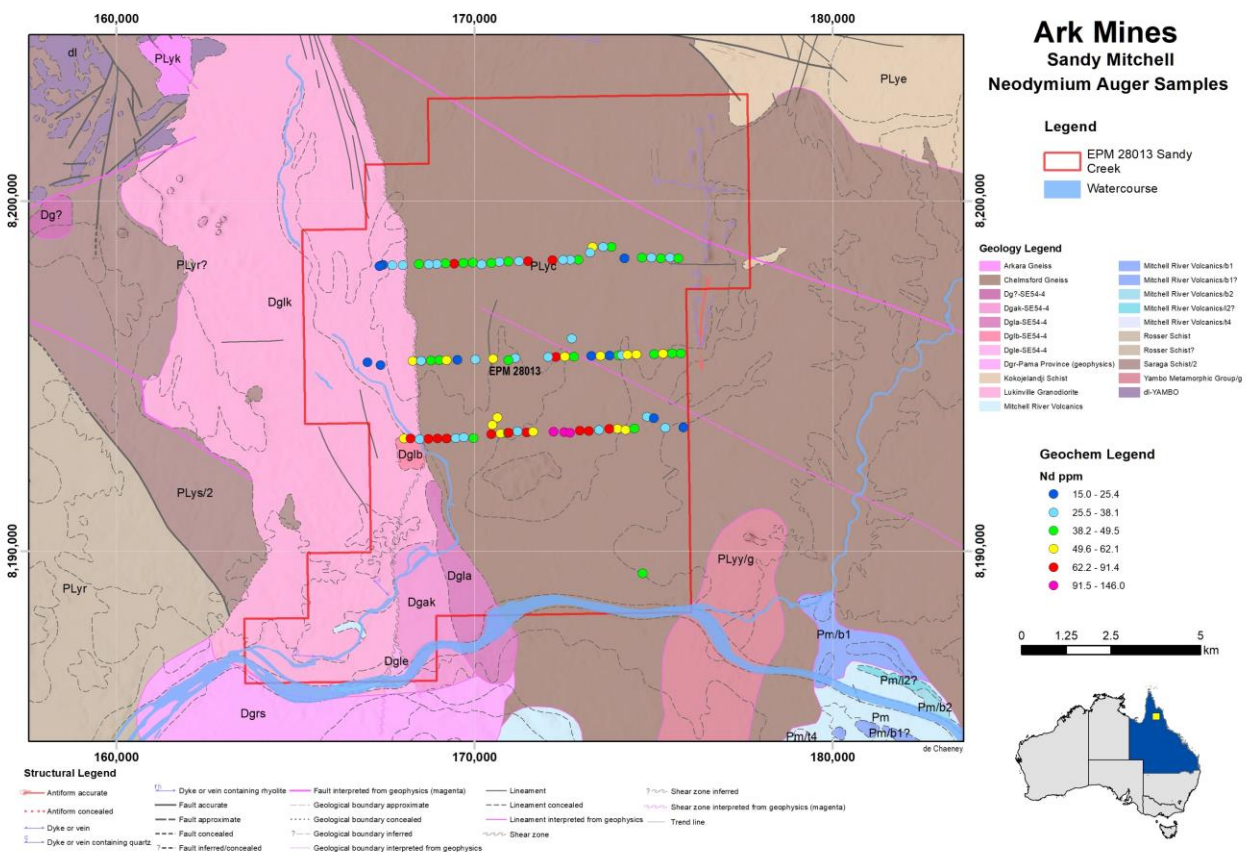 160,000
170,000
180,000
8,200,000
8,190,000
8,200,000
8,190,000
160,000
170,000
180,000
dl
PLyk
PLye
Dg?
PLyr?
Dglk
PLyc
EPM 28013
Dglb
PLys/2
PLyr
Dgla
Dgak
PLyy/g
Dgle
Pm/b1
Pm/l2?
Pm/b2
Drgs
Pm
Pm/t4
Pm/b1?
de Chaeney
Ark Mines
Sandy Mitchell
Neodymium Auger Samples
Legend
EPM 28013 Sandy
Creek
Watercourse
Geology Legend
Arkara Gneiss
Chelmsford Gneiss
Dg?-SE54-4
Dgak-SE54-4
Dgla-SE54-4
Dglb-SE54-4
Dgle-SE54-4
Dgr-Pama Province (geophysics)
Kokojelandji Schist
Lukinville Granodiorite
Mitchell River Volcanics
Mitchell River Volcanics/b1
Mitchell River Volcanics/b1?
Mitchell River Volcanics/b2
Mitchell River Volcanics/l2?
Mitchell River Volcanics/t4
Rosser Schist
Rosser Schist?
Saraga Schist/2
Yambo Metamorphic Group/g
dl-YAMBO
Geochem Legend
Nd ppm
15.0 - 25.4
25.5 - 38.1
38.2 - 49.5
49.6 - 62.1
62.2 - 91.4
91.5 - 146.0
0 1.25 2.5 5
km
Structural Legend
Antiform accurate
Antiform concealed
Dyke or vein
Dyke or vein containing quartz
Dyke or vein containing rhyolite
Fault accurate
Fault approximate
Fault concealed
Fault inferred/concealed
Fault interpreted from geophysics (magenta)
Geological boundary approximate
Geological boundary concealed
Geological boundary inferred
Geological boundary interpreted from geophysics
Lineament
Lineament concealed
Lineament interpreted from geophysics
Shear zone
Shear zone inferred
Shear zone interpreted from geophysics (magenta)
Trend line